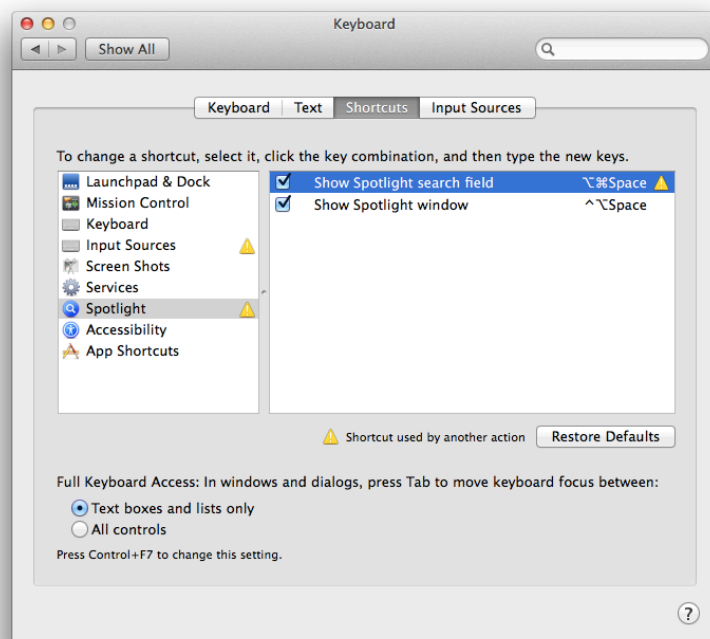 Keyboard
Show All
Keyboard Text Shortcuts Input Sources
To change a shortcut, select it, click the key combination, and then type the new keys.
Launchpad & Dock
Mission Control
Keyboard
Input Sources
Screen Shots
Services
Spotlight
Accessibility
App Shortcuts
Show Spotlight search field ⌥⌘Space
Show Spotlight window ^⌥Space
Shortcut used by another action Restore Defaults
Full Keyboard Access: In windows and dialogs, press Tab to move keyboard focus between:
Text boxes and lists only
All controls
Press Control+F7 to change this setting.
?